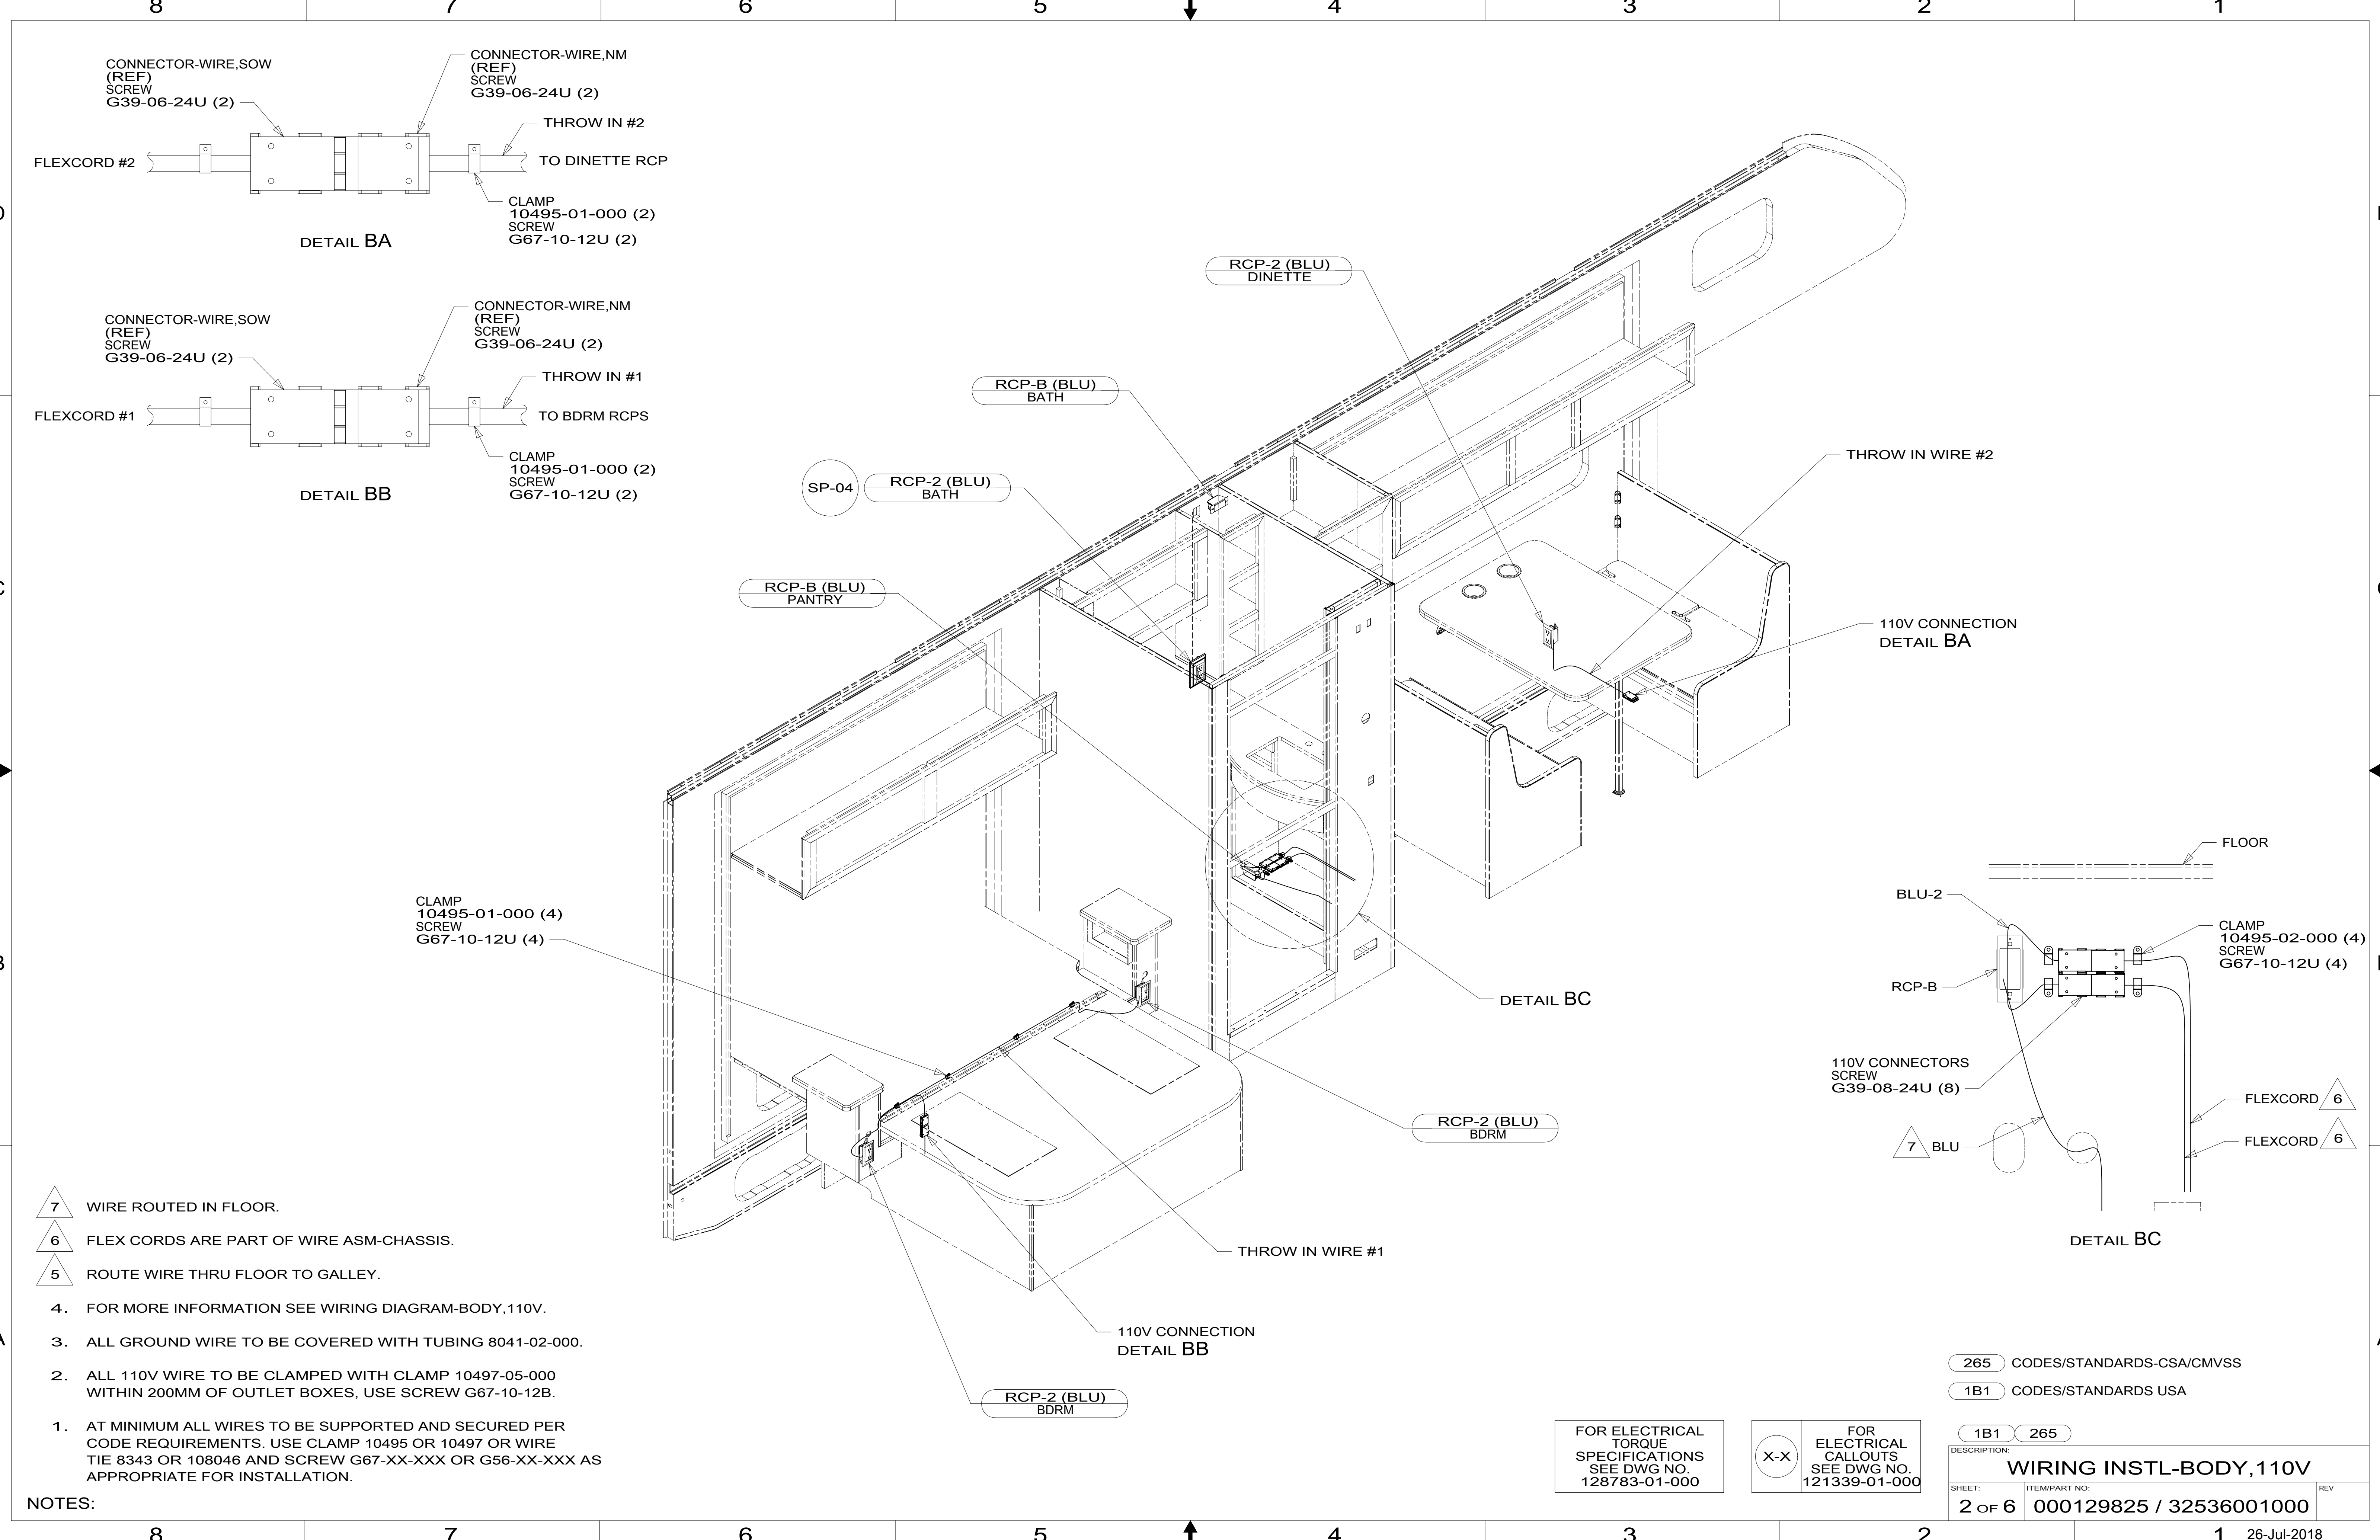 8 7 6 5 4 3 2 1
CONNECTOR-WIRE,SOW
(REF)
SCREW
G39-06-24U (2)
CONNECTOR-WIRE,NM
(REF)
SCREW
G39-06-24U (2)
THROW IN #2
FLEXCORD #2
TO DINETTE RCP
CLAMP
10495-01-000 (2)
SCREW
G67-10-12U (2)
DETAIL BA
CONNECTOR-WIRE,SOW
(REF)
SCREW
G39-06-24U (2)
CONNECTOR-WIRE,NM
(REF)
SCREW
G39-06-24U (2)
THROW IN #1
FLEXCORD #1
TO BDRM RCPS
CLAMP
10495-01-000 (2)
SCREW
G67-10-12U (2)
DETAIL BB
RCP-2 (BLU)
DINETTE
RCP-B (BLU)
BATH
SP-04
RCP-2 (BLU)
BATH
RCP-B (BLU)
PANTRY
THROW IN WIRE #2
110V CONNECTION
DETAIL BA
CLAMP
10495-01-000 (4)
SCREW
G67-10-12U (4)
DETAIL BC
RCP-2 (BLU)
BDRM
THROW IN WIRE #1
110V CONNECTION
DETAIL BB
RCP-2 (BLU)
BDRM
FLOOR
BLU-2
CLAMP
10495-02-000 (4)
SCREW
G67-10-12U (4)
RCP-B
110V CONNECTORS
SCREW
G39-08-24U (8)
FLEXCORD 6
FLEXCORD 6
7 BLU
DETAIL BC
7 WIRE ROUTED IN FLOOR.
6 FLEX CORDS ARE PART OF WIRE ASM-CHASSIS.
5 ROUTE WIRE THRU FLOOR TO GALLEY.
4. FOR MORE INFORMATION SEE WIRING DIAGRAM-BODY,110V.
3. ALL GROUND WIRE TO BE COVERED WITH TUBING 8041-02-000.
2. ALL 110V WIRE TO BE CLAMPED WITH CLAMP 10497-05-000
WITHIN 200MM OF OUTLET BOXES, USE SCREW G67-10-12B.
1. AT MINIMUM ALL WIRES TO BE SUPPORTED AND SECURED PER
CODE REQUIREMENTS. USE CLAMP 10495 OR 10497 OR WIRE
TIE 8343 OR 108046 AND SCREW G67-XX-XXX OR G56-XX-XXX AS
APPROPRIATE FOR INSTALLATION.
NOTES:
FOR ELECTRICAL
TORQUE
SPECIFICATIONS
SEE DWG NO.
128783-01-000
X-X
FOR
ELECTRICAL
CALLOUTS
SEE DWG NO.
121339-01-000
265 CODES/STANDARDS-CSA/CMVSS
1B1 CODES/STANDARDS USA
1B1 265
DESCRIPTION:
WIRING INSTL-BODY,110V
SHEET:
2 OF 6
ITEM/PART NO:
000129825 / 32536001000
REV
8 7 6 5 4 3 2 1
26-Jul-2018